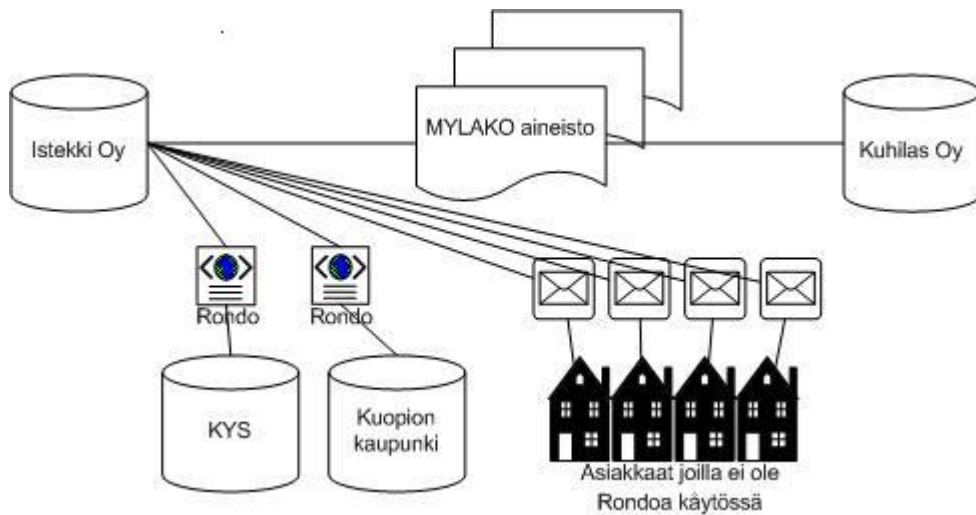 MYLAKO aineisto
Istekki Oy
Kuhilas Oy
Rondo
Rondo
KYS
Kuopion
kaupunki
Asiakkaat joilla ei ole
Rondoa käytössä